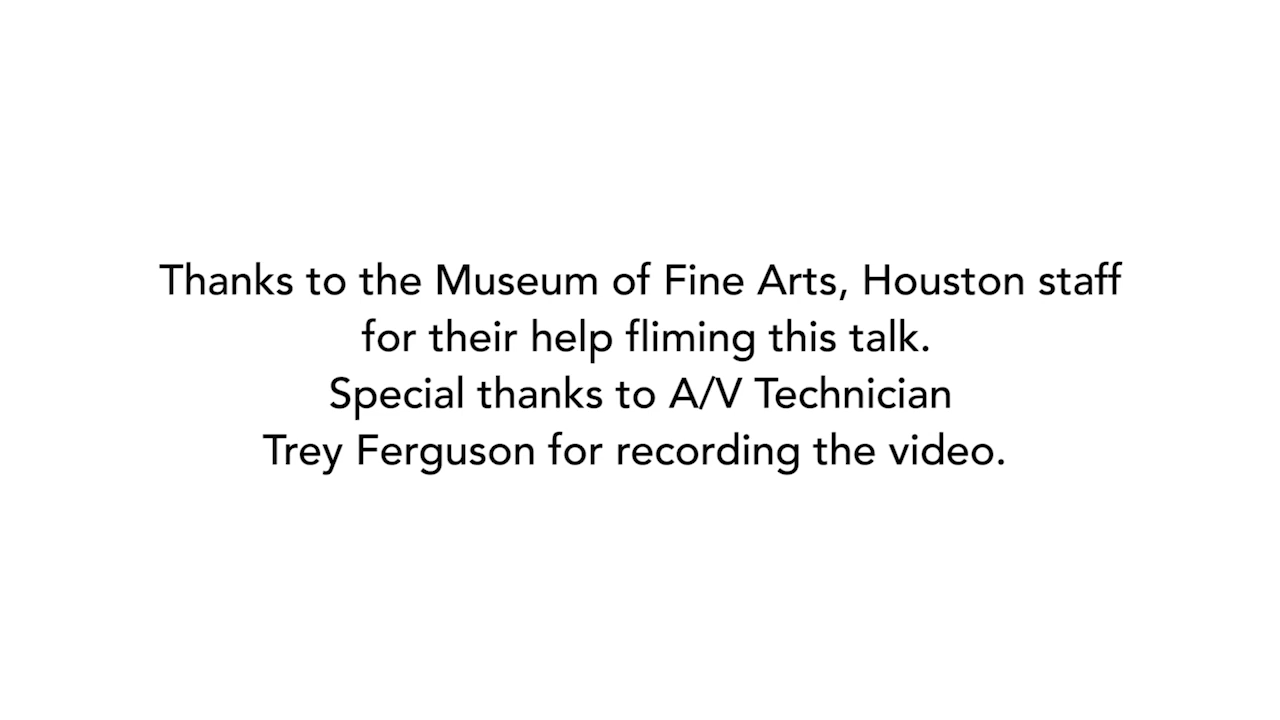 Thanks to the Museum of Fine Arts, Houston staff
for their help fliming this talk.
Special thanks to A/V Technician
Trey Ferguson for recording the video.